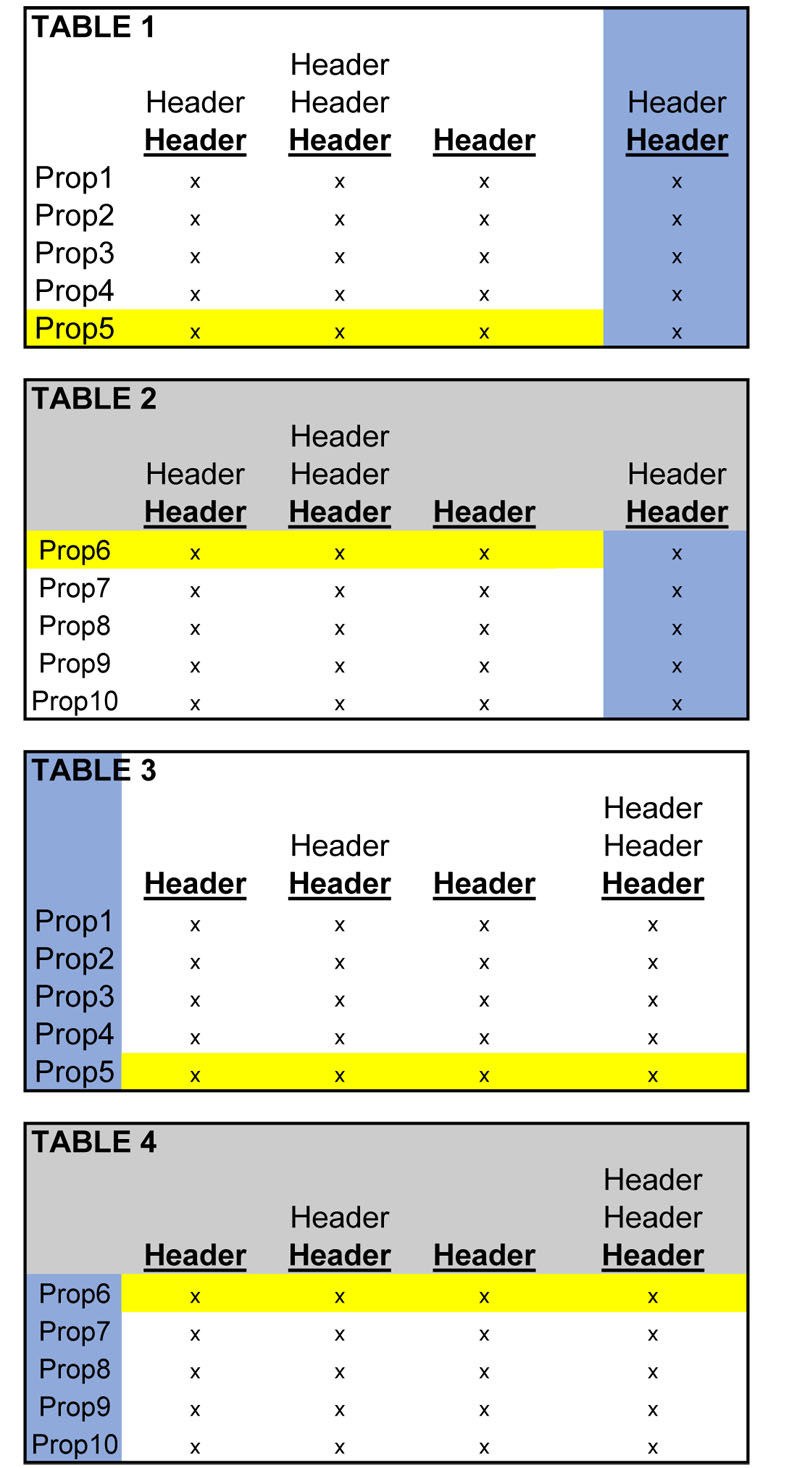 TABLE 1
Header
Header Header Header
Header Header Header Header
Prop1 x x x x
Prop2 x x x x
Prop3 x x x x
Prop4 x x x x
Prop5 x x x x
TABLE 2
Header
Header Header Header
Header Header Header Header
Prop6 x x x x
Prop7 x x x x
Prop8 x x x x
Prop9 x x x x
Prop10 x x x x
TABLE 3
Header
Header Header
Header Header Header Header
Prop1 x x x x
Prop2 x x x x
Prop3 x x x x
Prop4 x x x x
Prop5 x x x x
TABLE 4
Header
Header Header
Header Header Header Header
Prop6 x x x x
Prop7 x x x x
Prop8 x x x x
Prop9 x x x x
Prop10 x x x x